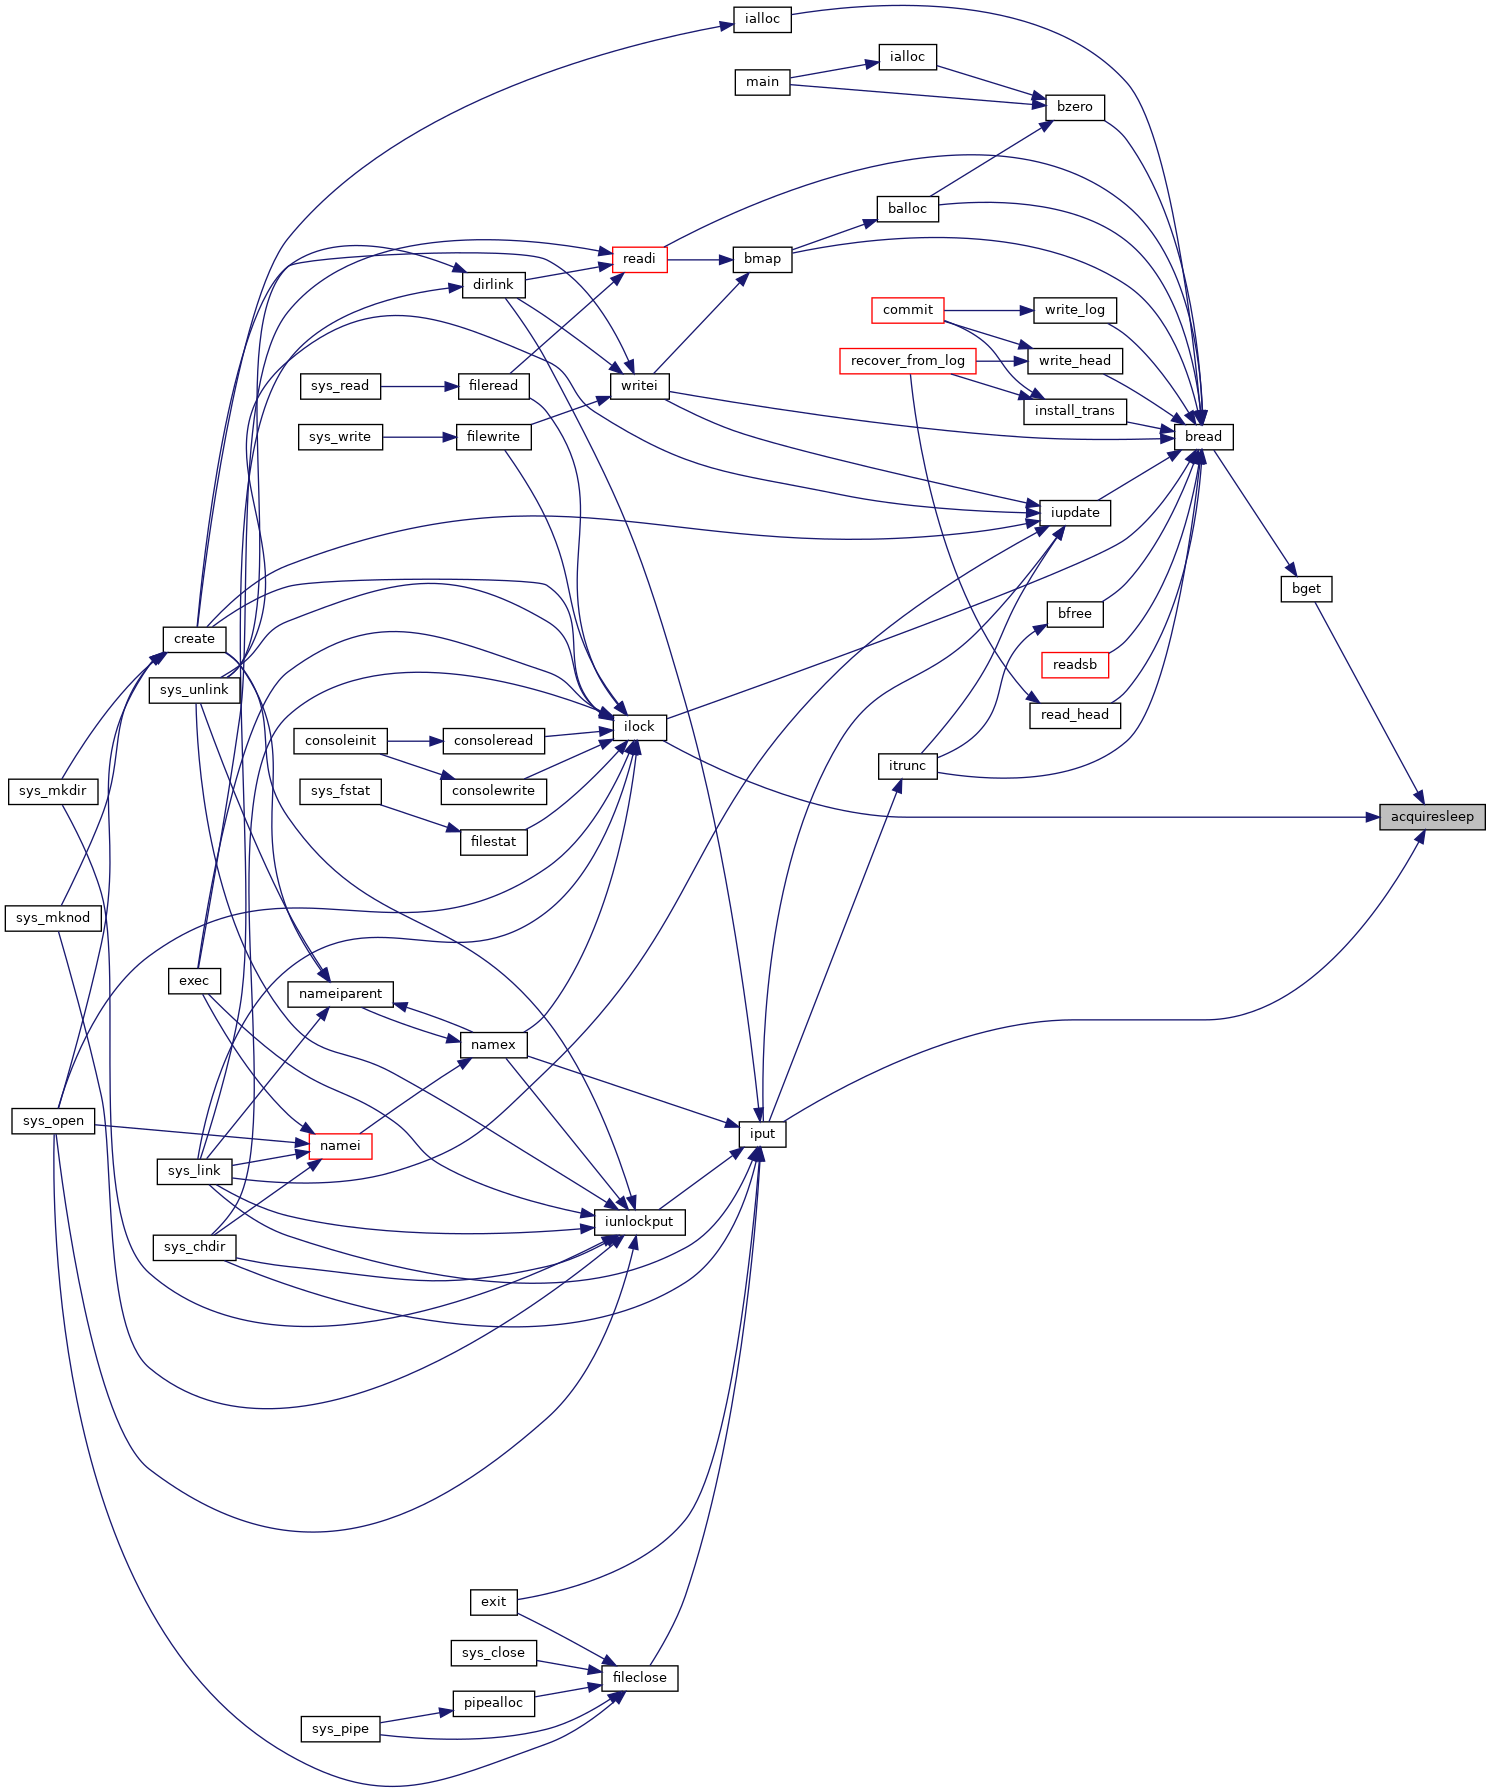 ialloc
ialloc
main
bzero
balloc
readi
bmap
dirlink
commit
write_log
recover_from_log
write_head
sys_read
fileread
writei
install_trans
sys_write
filewrite
bread
iupdate
bget
bfree
create
readsb
sys_unlink
read_head
ilock
consoleinit
consoleread
itrunc
sys_mkdir
sys_fstat
consolewrite
acquiresleep
filestat
sys_mknod
exec
nameiparent
namex
sys_open
iput
namei
sys_link
iunlockput
sys_chdir
exit
sys_close
fileclose
pipealloc
sys_pipe